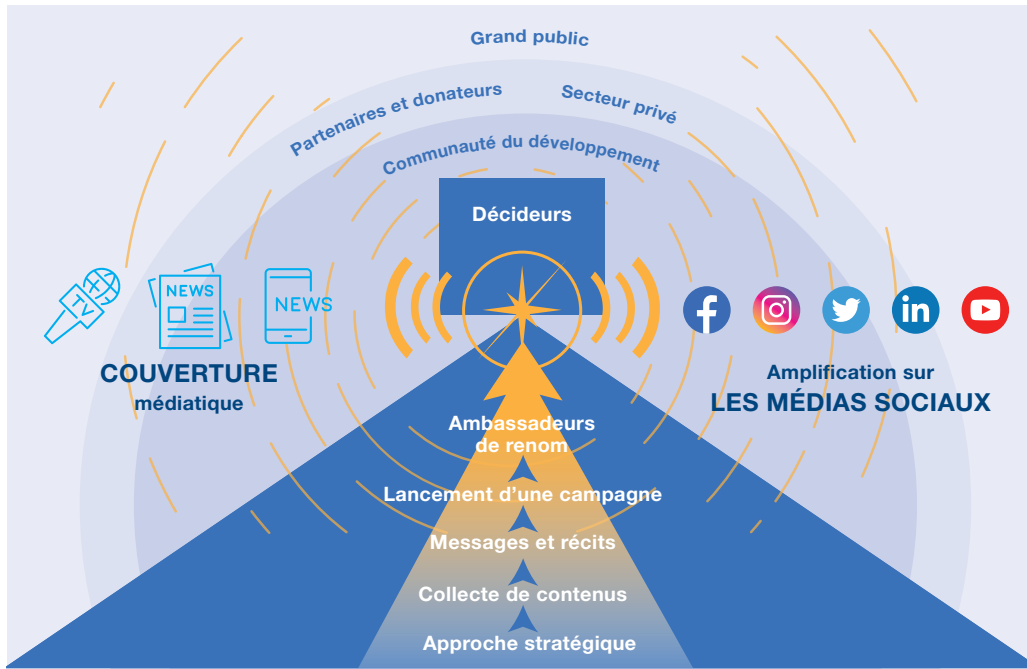 Grand public
Partenaires et donateurs
Secteur privé
Communauté du développement
Décideurs
TV
NEWS
NEWS
COUVERTURE
médiatique
f
in
Amplification sur
LES MÉDIAS SOCIAUX
Ambassadeurs
de renom
Lancement d’une campagne
Messages et récits
Collecte de contenus
Approche stratégique